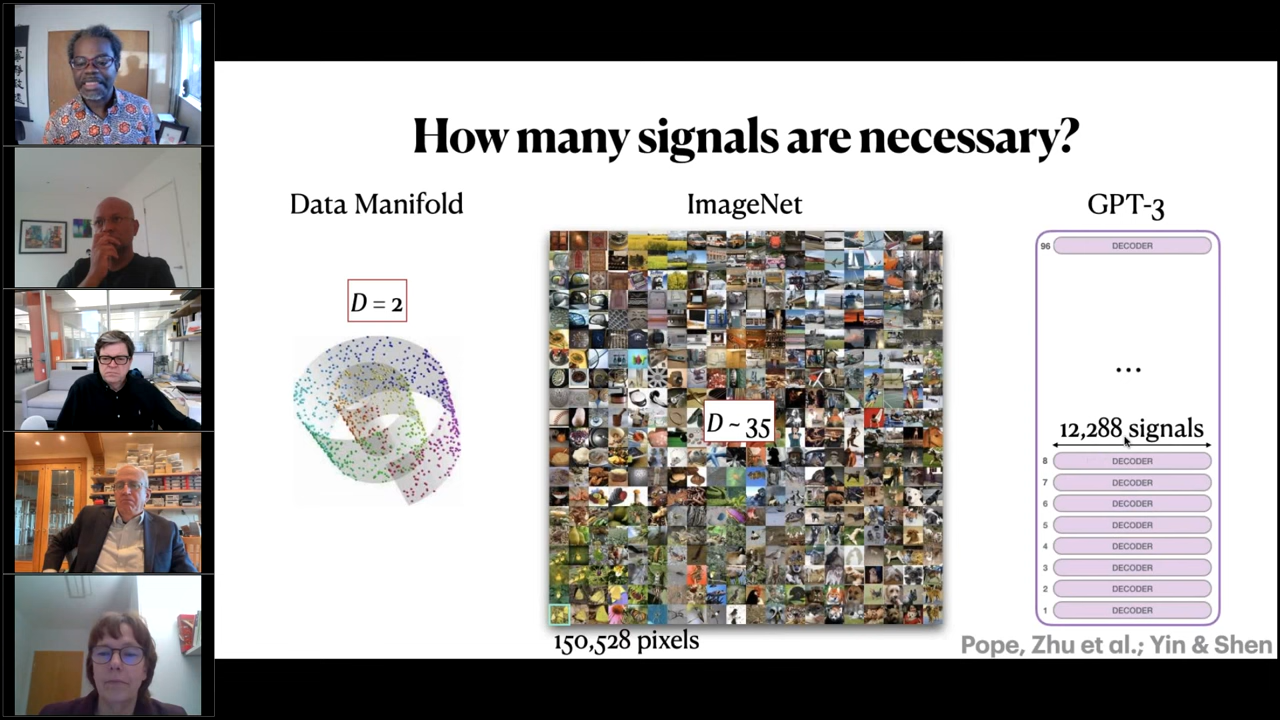 How many signals are necessary?
Data Manifold
ImageNet
GPT-3
D = 2
D ~ 35
150,528 pixels
96 DECODER
...
12,288 signals
8 DECODER
7 DECODER
6 DECODER
5 DECODER
4 DECODER
3 DECODER
2 DECODER
1 DECODER
Pope, Zhu et al.; Yin & Shen